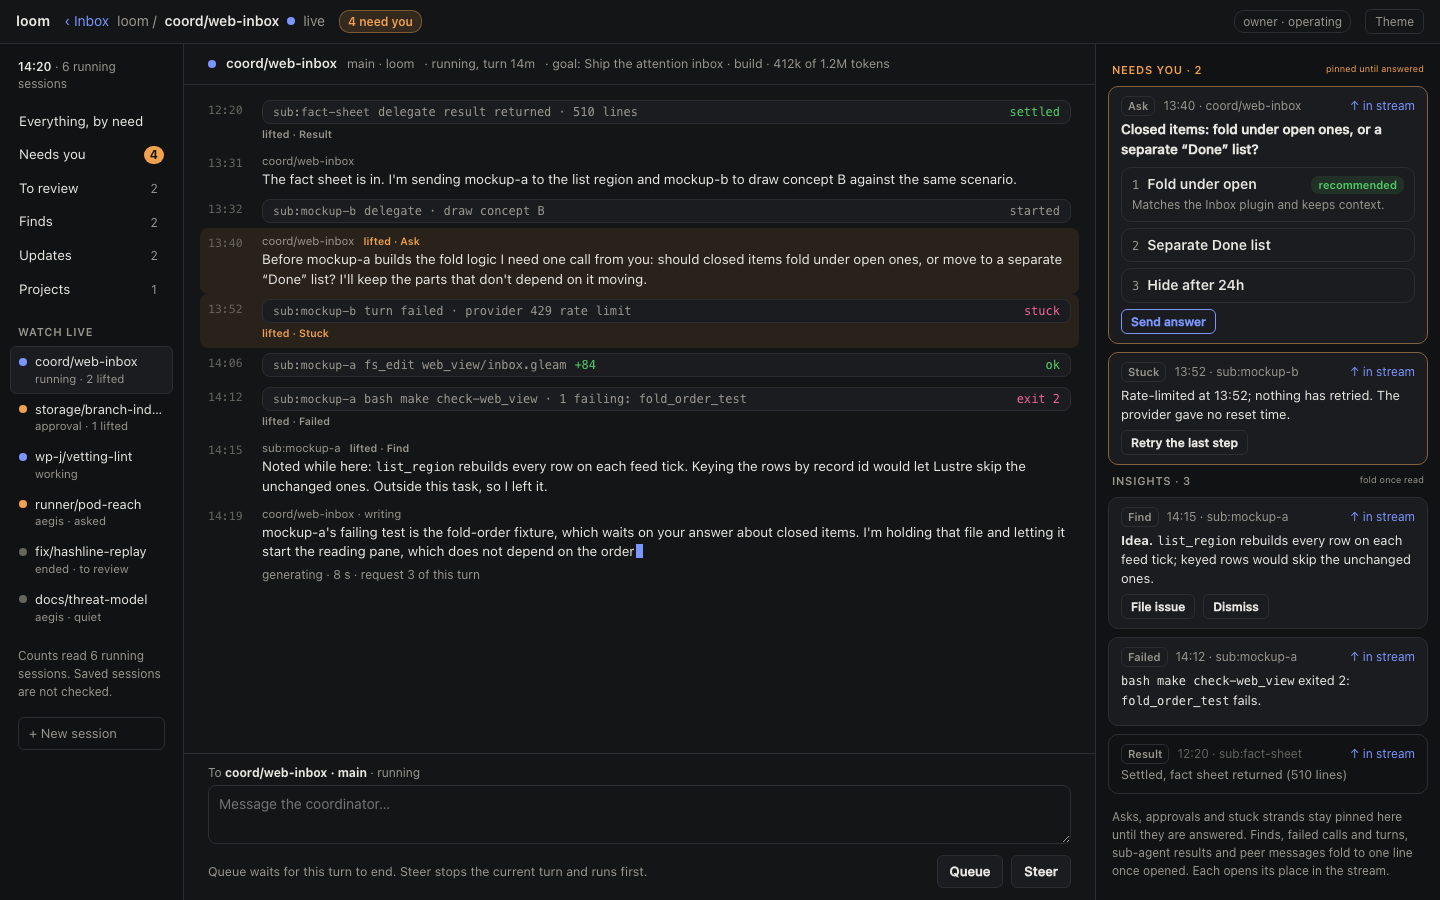 loom ‹ Inbox loom / coord/web-inbox live 4 need you owner · operating Theme
14:20 · 6 running
sessions
Everything, by need
Needs you 4
To review 2
Finds 2
Updates 2
Projects 1
WATCH LIVE
coord/web-inbox
running · 2 lifted
storage/branch-ind…
approval · 1 lifted
wp-j/vetting-lint
working
runner/pod-reach
aegis · asked
fix/hashline-replay
ended · to review
docs/threat-model
aegis · quiet
Counts read 6 running
sessions. Saved sessions
are not checked.
+ New session
coord/web-inbox main · loom · running, turn 14m · goal: Ship the attention inbox · build · 412k of 1.2M tokens
12:20 sub:fact-sheet delegate result returned · 510 lines settled
lifted · Result
13:31 coord/web-inbox
The fact sheet is in. I'm sending mockup-a to the list region and mockup-b to draw concept B against the same scenario.
13:32 sub:mockup-b delegate · draw concept B started
13:40 coord/web-inbox lifted · Ask
Before mockup-a builds the fold logic I need one call from you: should closed items fold under open ones, or move to a separate
“Done” list? I'll keep the parts that don't depend on it moving.
13:52 sub:mockup-b turn failed · provider 429 rate limit stuck
lifted · Stuck
14:06 sub:mockup-a fs_edit web_view/inbox.gleam +84 ok
14:12 sub:mockup-a bash make check-web_view · 1 failing: fold_order_test exit 2
lifted · Failed
14:15 sub:mockup-a lifted · Find
Noted while here: list_region rebuilds every row on each feed tick. Keying the rows by record id would let Lustre skip the
unchanged ones. Outside this task, so I left it.
14:19 coord/web-inbox · writing
mockup-a's failing test is the fold-order fixture, which waits on your answer about closed items. I'm holding that file and letting it
start the reading pane, which does not depend on the order
generating · 8 s · request 3 of this turn
To coord/web-inbox · main · running
Message the coordinator…
Queue waits for this turn to end. Steer stops the current turn and runs first. Queue Steer
NEEDS YOU · 2 pinned until answered
Ask 13:40 · coord/web-inbox ↑ in stream
Closed items: fold under open ones, or a
separate “Done” list?
1 Fold under open recommended
Matches the Inbox plugin and keeps context.
2 Separate Done list
3 Hide after 24h
Send answer
Stuck 13:52 · sub:mockup-b ↑ in stream
Rate-limited at 13:52; nothing has retried. The
provider gave no reset time.
Retry the last step
INSIGHTS · 3 fold once read
Find 14:15 · sub:mockup-a ↑ in stream
Idea. list_region rebuilds every row on each
feed tick; keyed rows would skip the unchanged
ones.
File issue Dismiss
Failed 14:12 · sub:mockup-a ↑ in stream
bash make check-web_view exited 2:
fold_order_test fails.
Result 12:20 · sub:fact-sheet ↑ in stream
Settled, fact sheet returned (510 lines)
Asks, approvals and stuck strands stay pinned here
until they are answered. Finds, failed calls and turns,
sub-agent results and peer messages fold to one line
once opened. Each opens its place in the stream.